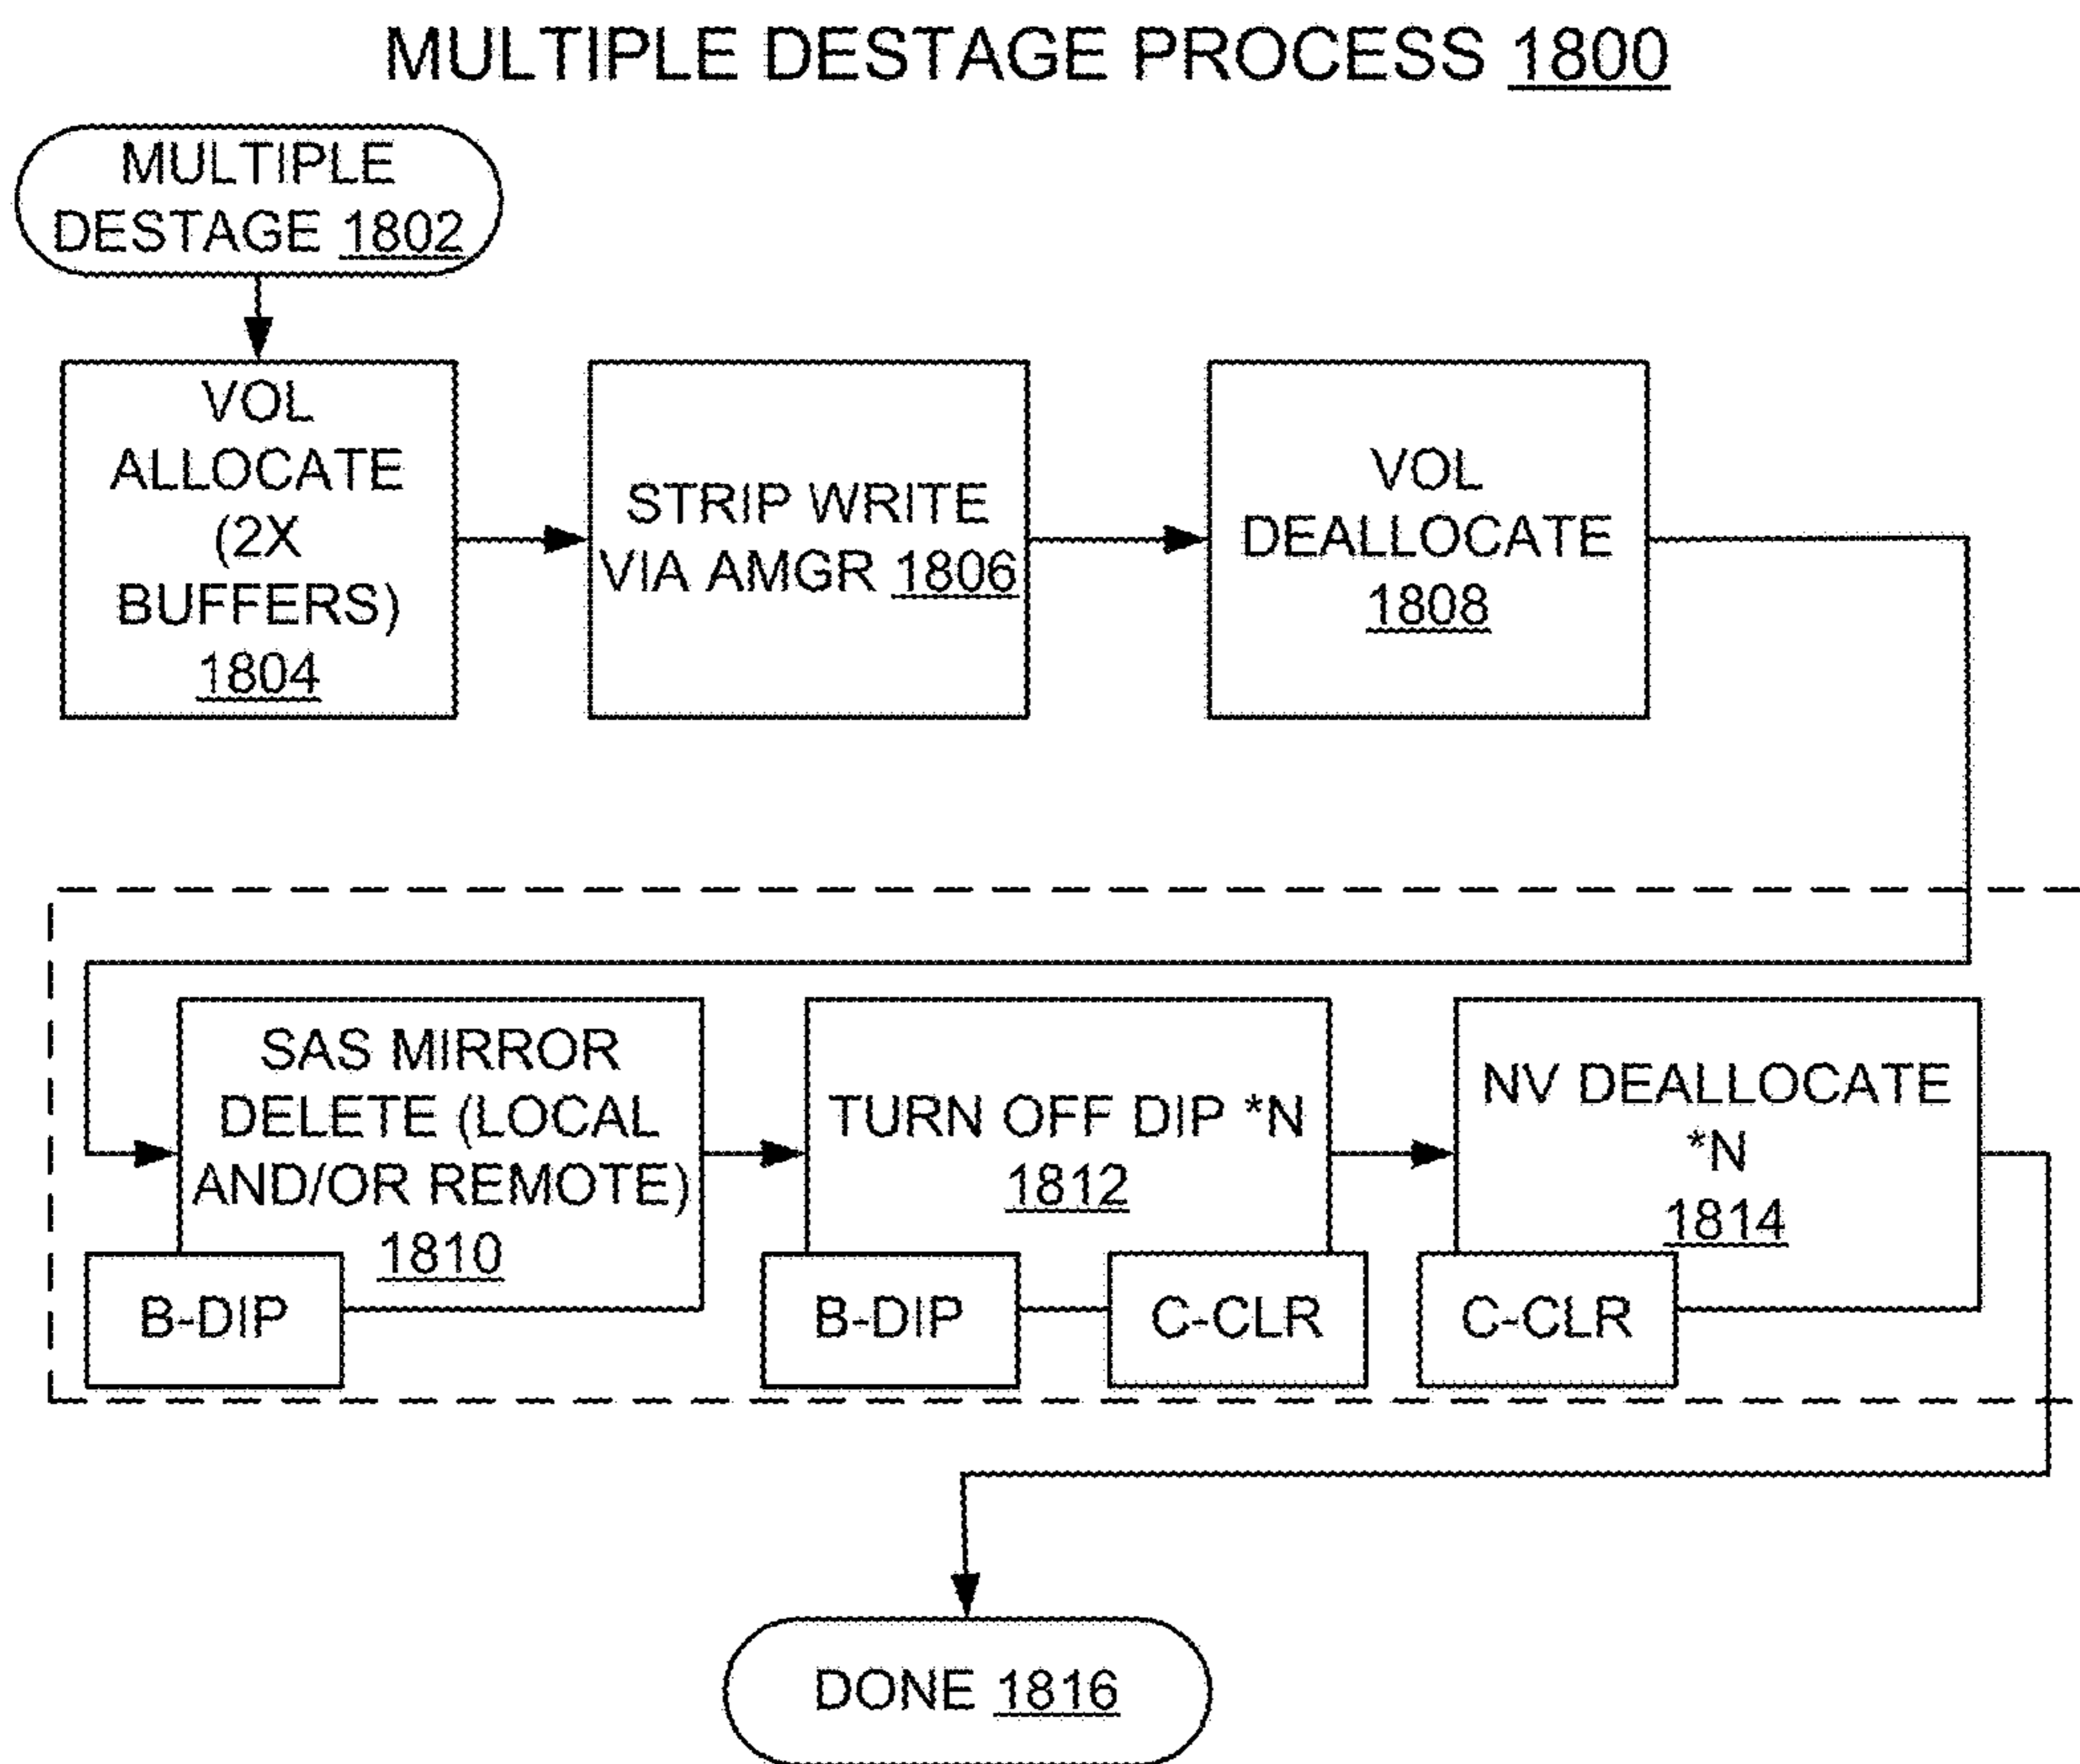 MULTIPLE DESTAGE PROCESS 1800
MULTIPLE
DESTAGE 1802
VOL
ALLOCATE
(2X
BUFFERS)
1804
STRIP WRITE
VIA AMGR 1806
VOL
DEALLOCATE
1808
SAS MIRROR
DELETE (LOCAL
AND/OR REMOTE)
1810
B-DIP
TURN OFF DIP *N
1812
B-DIP
C-CLR
NV DEALLOCATE
*N
1814
C-CLR
DONE 1816